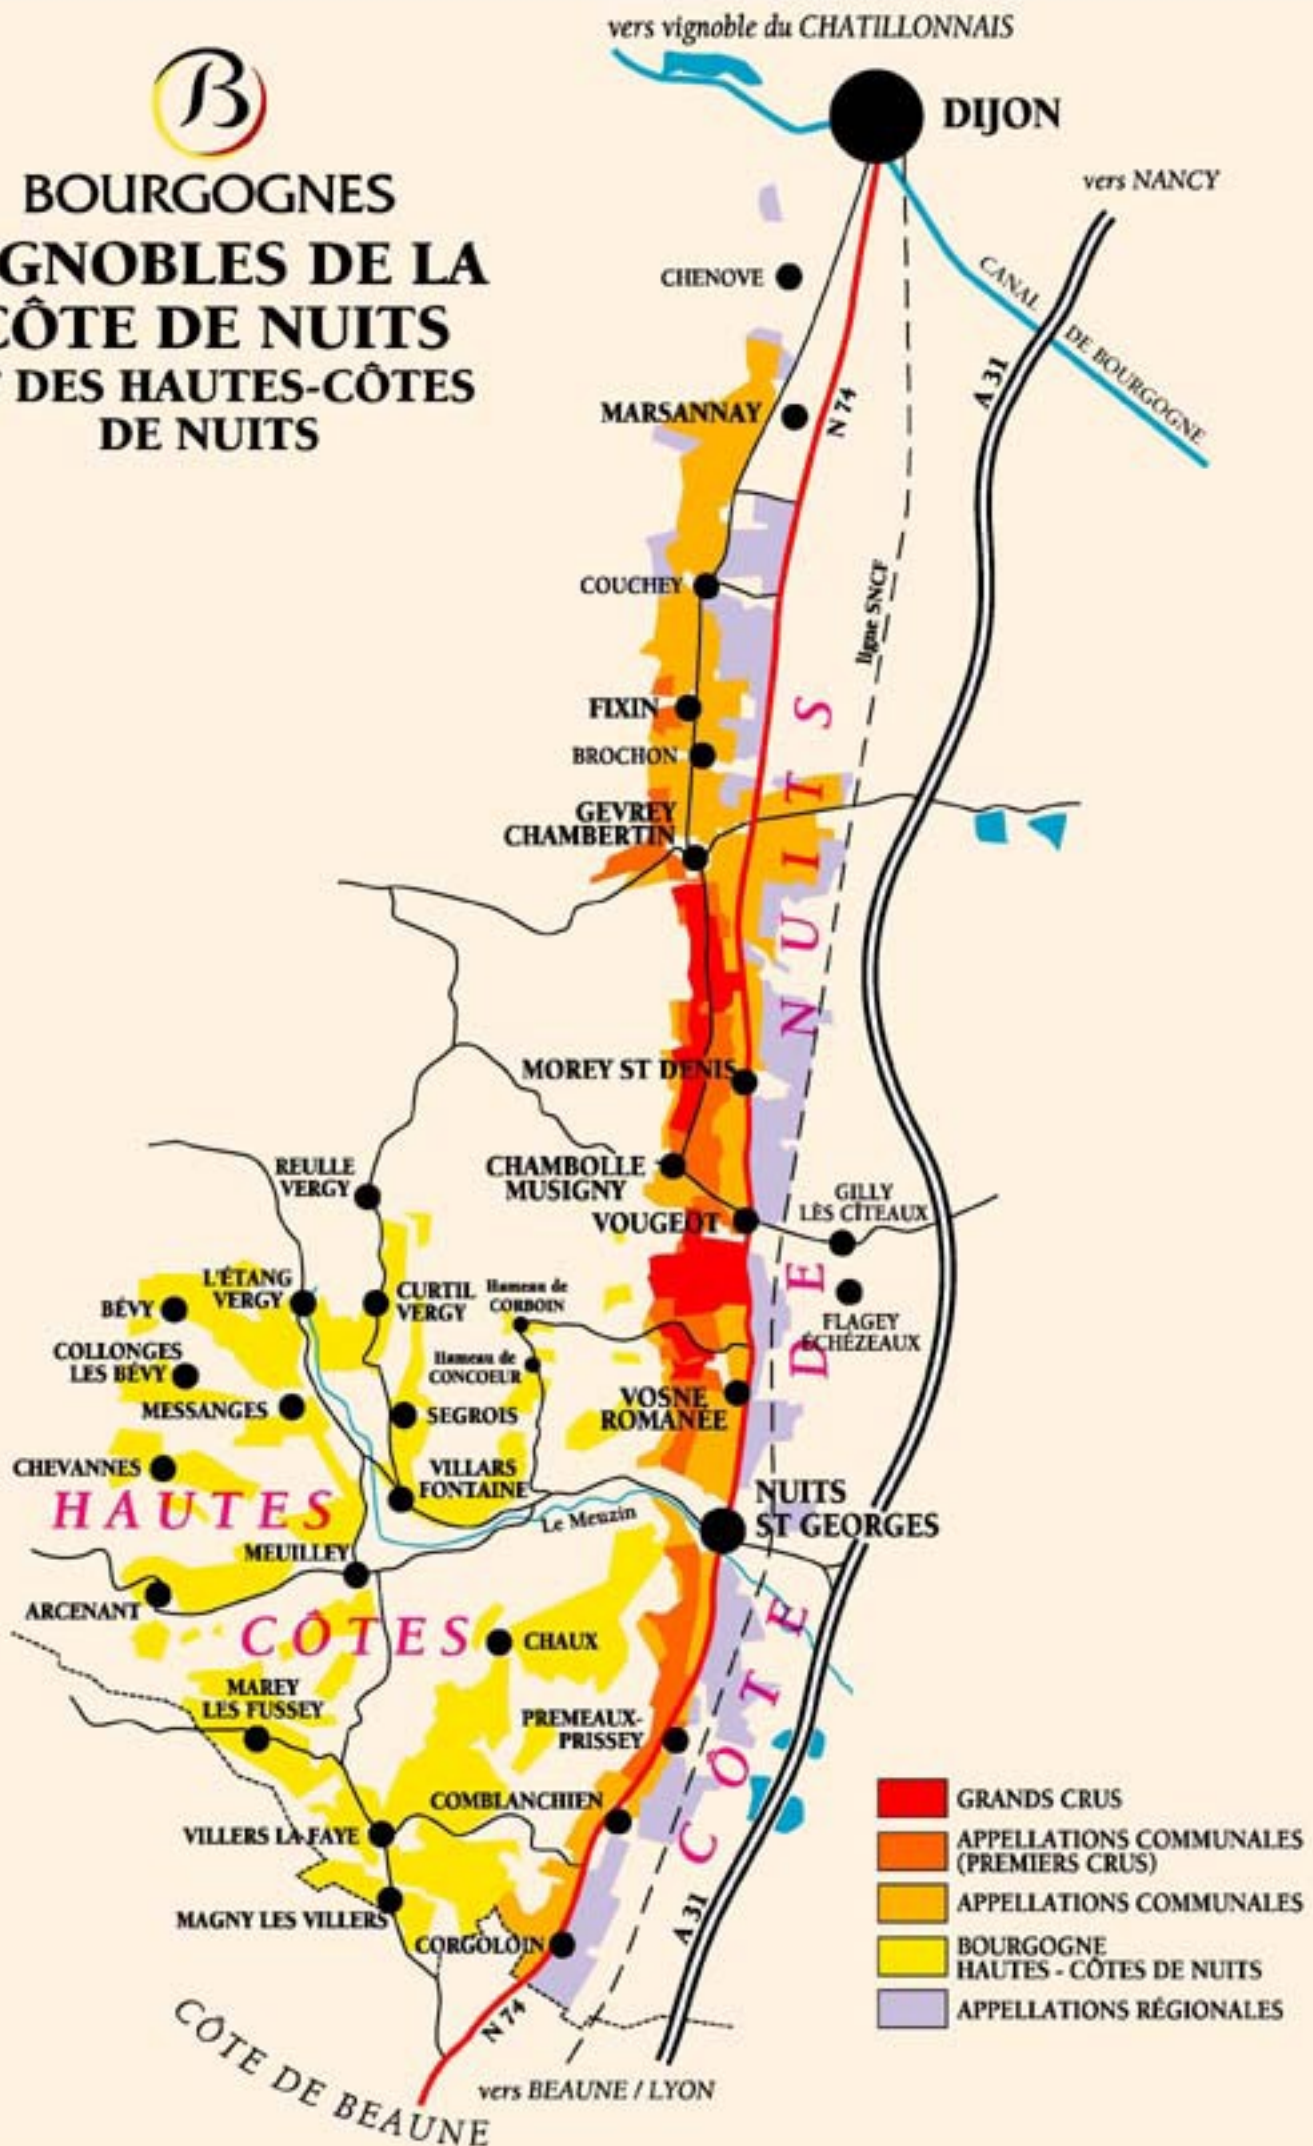 vers vignoble du CHATILLONNAIS
DIJON
B
BOURGOGNES
GNOBLES DE LA
CÔTE DE NUITS
DES HAUTES-CÔTES
DE NUITS
vers NANCY
CHENOVE
CANAL
DE BOURGOGNE
A 31
MARSANNAY
N 74
COUCHEY
ligne SNCF
FIXIN
BROCHON
GEVREY
CHAMBERTIN
MOREY ST DENIS
REULLE
VERGY
CHAMBOLLE
MUSIGNY
VOUGEOT
GILLY
LÈS CÎTEAUX
L'ÉTANG
VERGY
BÉVY
CURTIL
VERGY
Hameau de
CORBOIN
FLAGEY
ÉCHÉZEAUX
COLLONGES
LES BÉVY
Hameau de
CONCOEUR
MESSANGES
SEGROIS
VOSNE
ROMANÉE
CHEVANNES
VILLARS
FONTAINE
NUITS
ST GEORGES
HAUTES
Le Meuzin
MEUILLEY
ARCENANT
CÔTES
CHAUX
CÔTE DE NUITS
MAREY
LES FUSSEY
PREMEAUX-
PRISSEY
COMBLANCHIEN
VILLERS LA FAYE
MAGNY LES VILLERS
CORGOLOIN
A 31
N 74
GRANDS CRUS
APPELLATIONS COMMUNALES
(PREMIERS CRUS)
APPELLATIONS COMMUNALES
BOURGOGNE
HAUTES - CÔTES DE NUITS
APPELLATIONS RÉGIONALES
CÔTE DE BEAUNE
vers BEAUNE / LYON